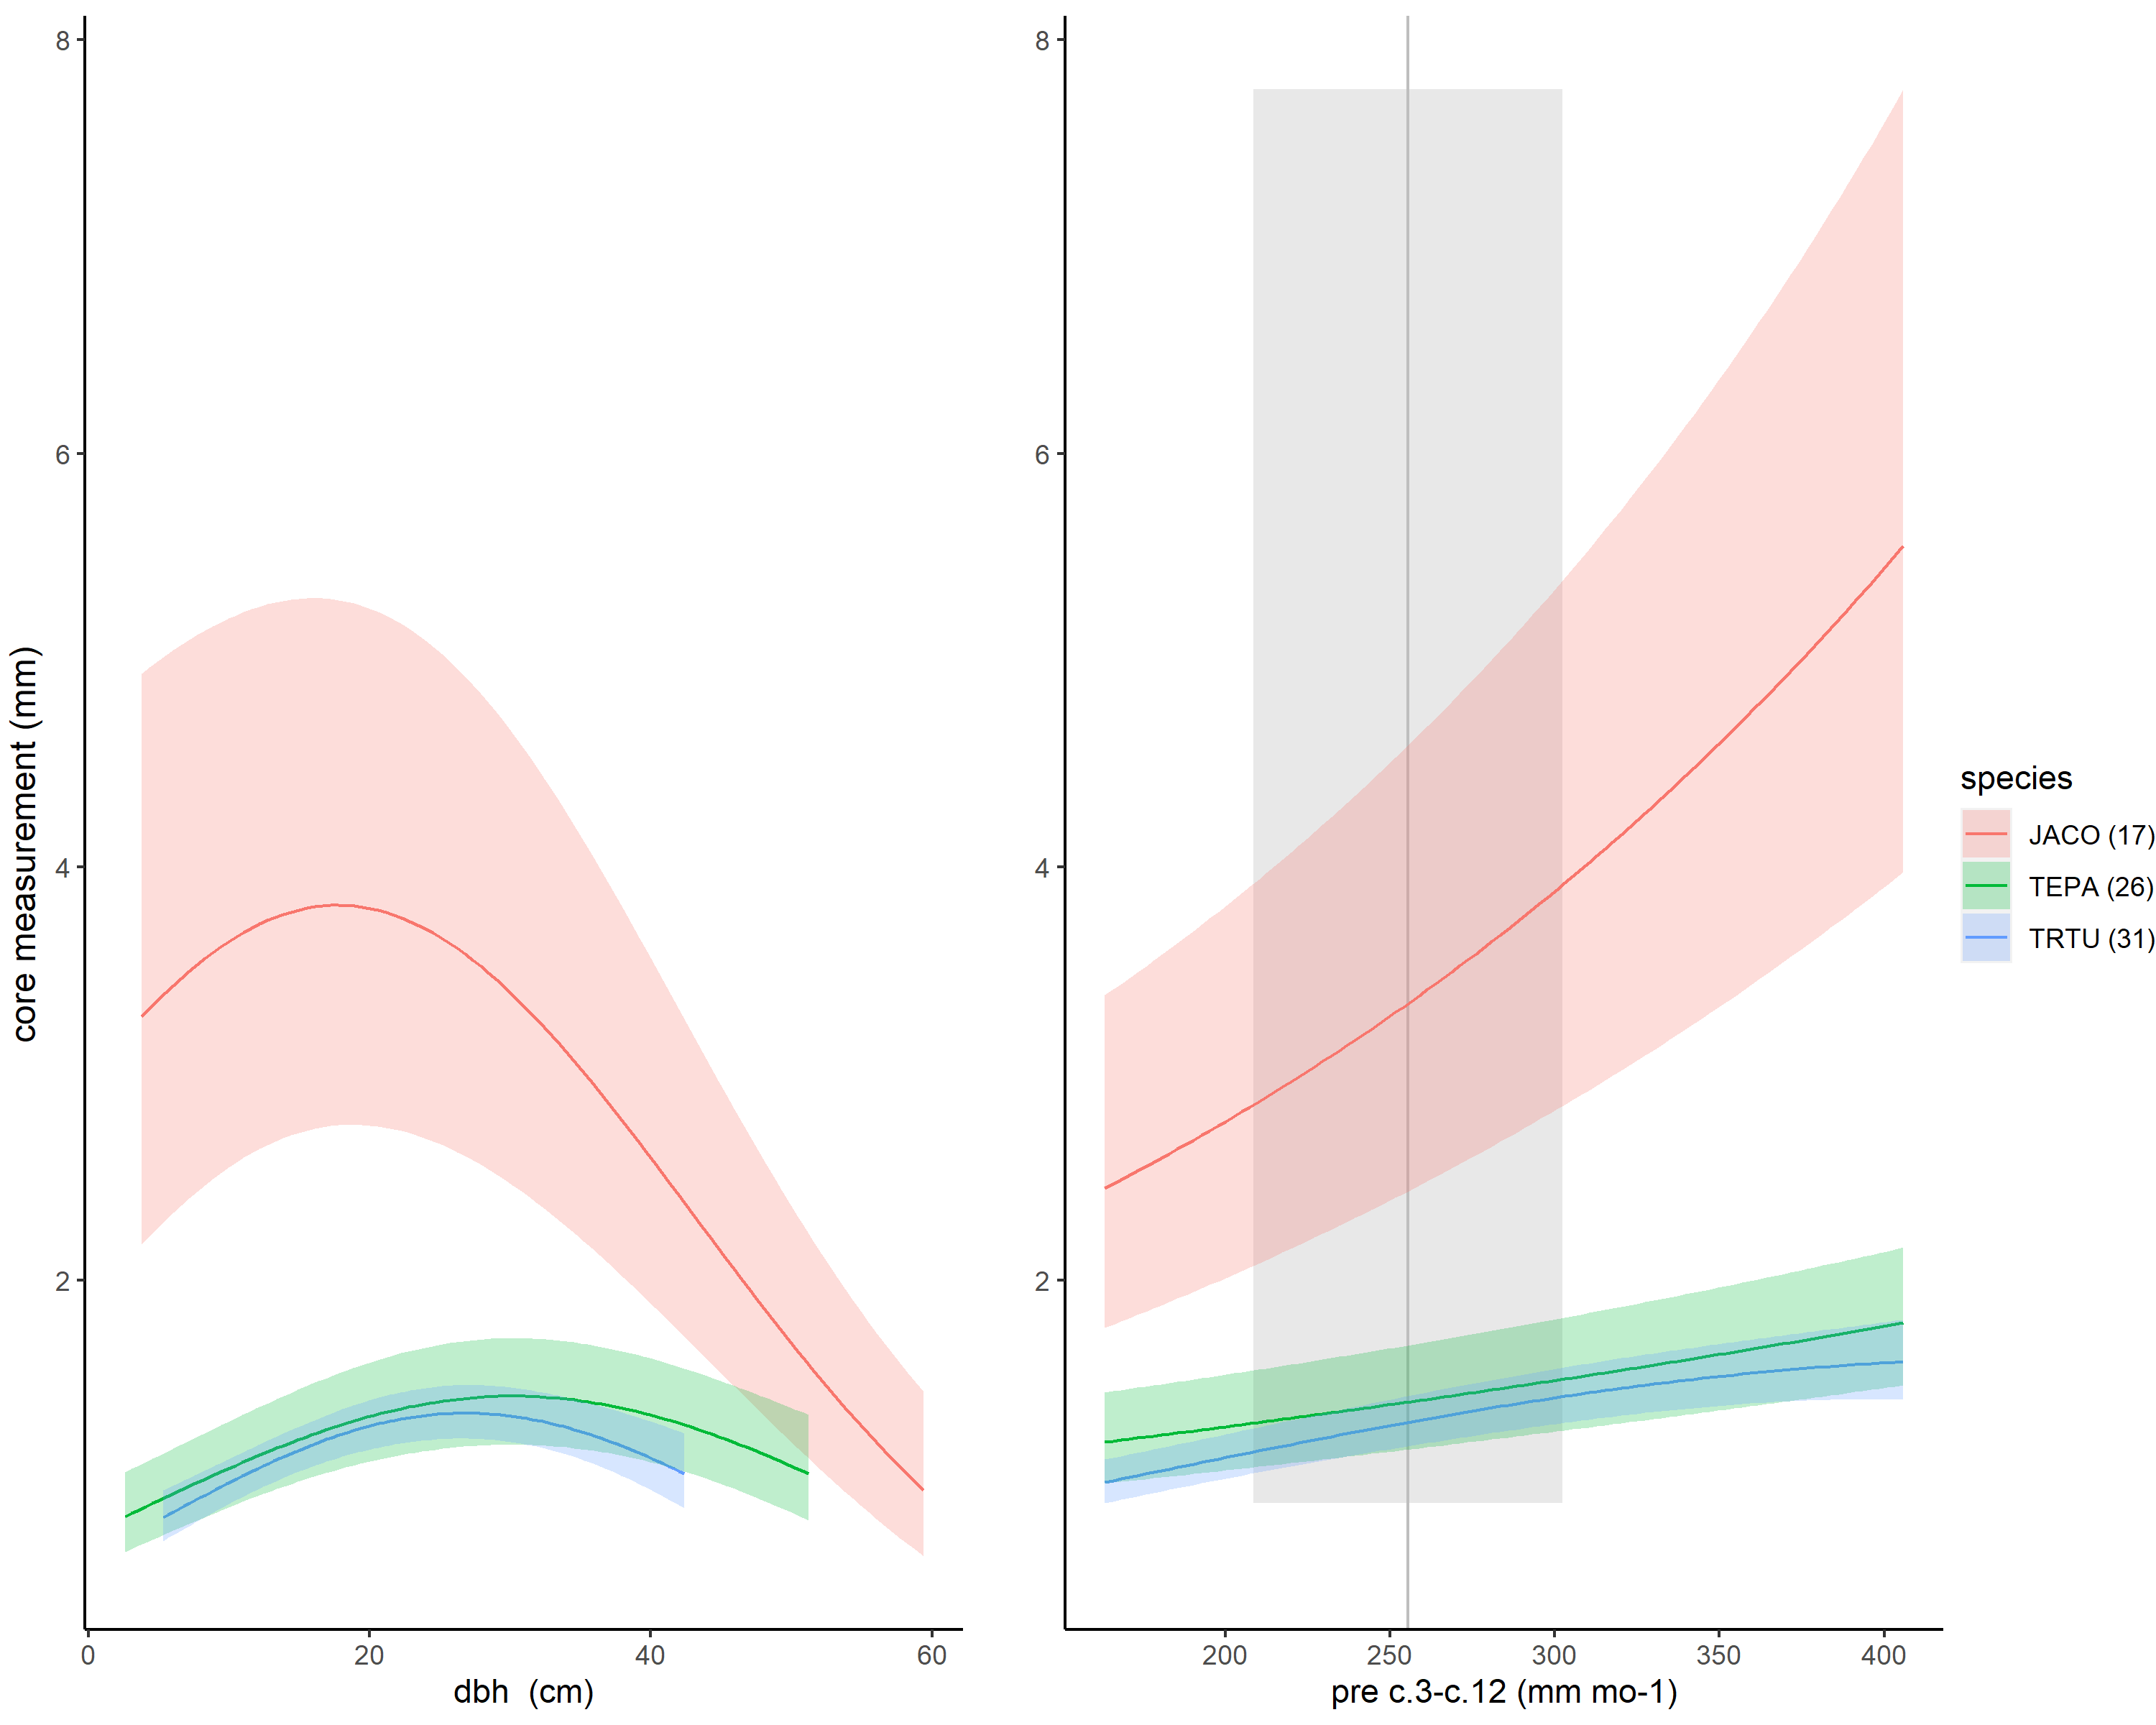 8
6
4
2
core measurement (mm)
0 20 40 60
dbh  (cm)
8
6
4
2
200 250 300 350 400
pre c.3-c.12 (mm mo-1)
species
JACO (17)
TEPA (26)
TRTU (31)